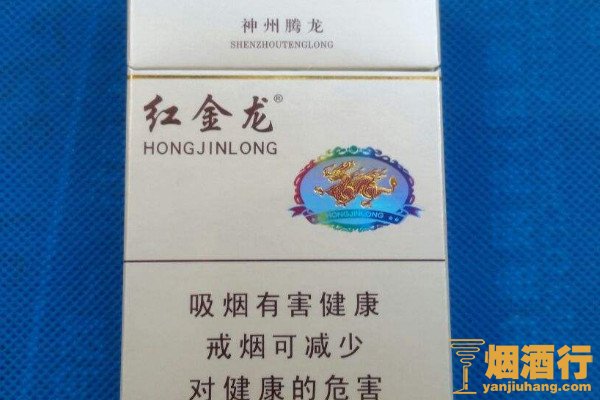 神州腾龙
SHENZHOUTENGLONG
红金龙®
HONGJINLONG
HONGJINLONG
吸烟有害健康
戒烟可减少
对健康的危害
烟酒行
yanjiuhang.com